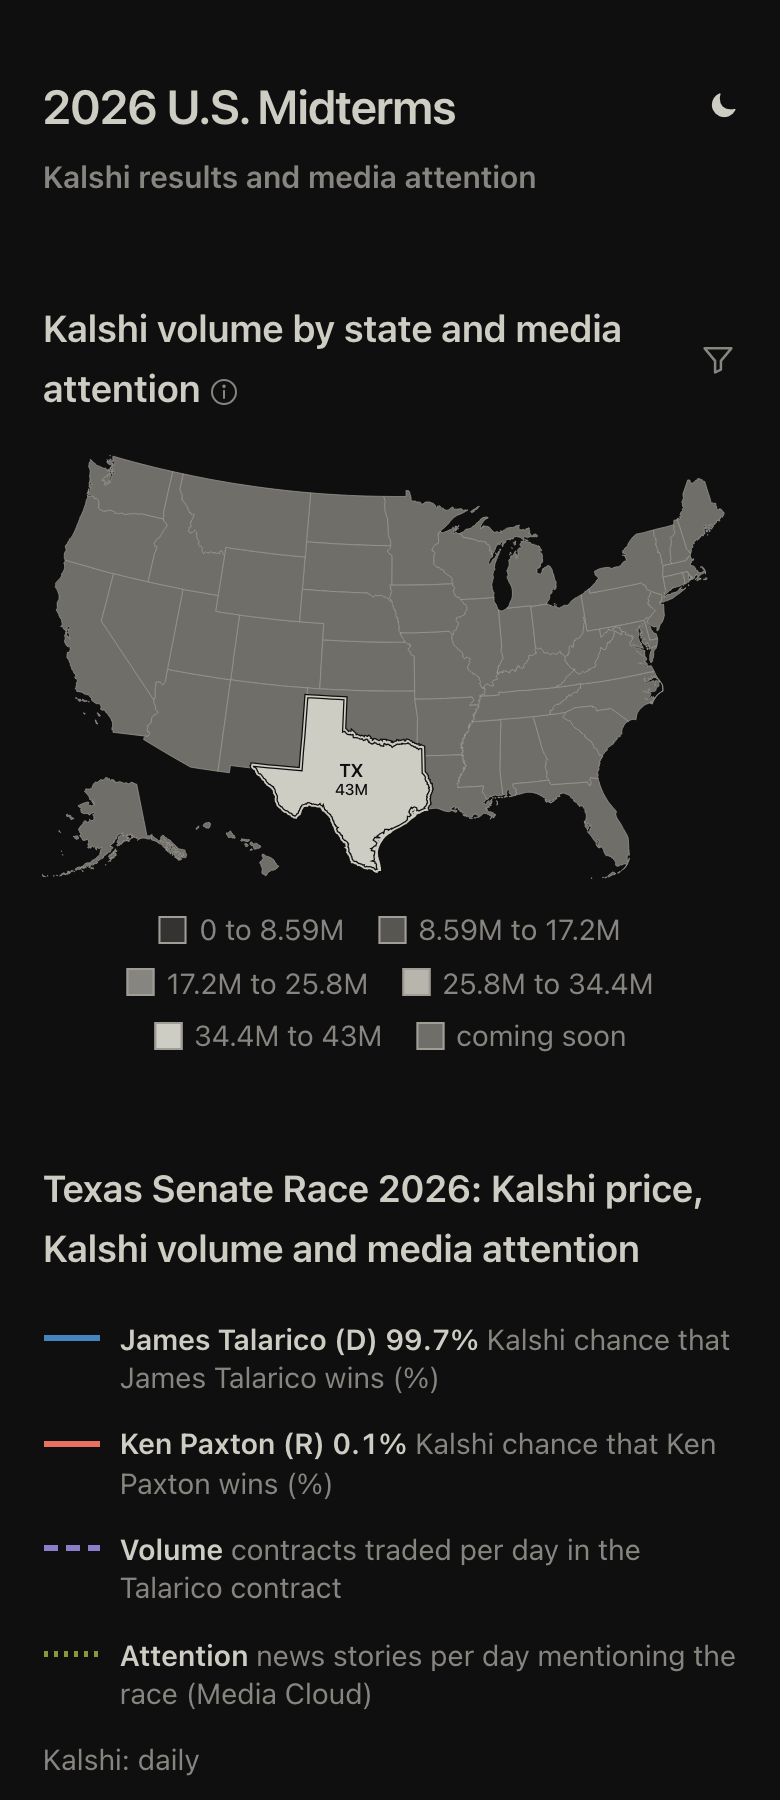 2026 U.S. Midterms
Kalshi results and media attention
Kalshi volume by state and media
attention
TX
43M
0 to 8.59M
8.59M to 17.2M
17.2M to 25.8M
25.8M to 34.4M
34.4M to 43M
coming soon
Texas Senate Race 2026: Kalshi price,
Kalshi volume and media attention
James Talarico (D) 99.7% Kalshi chance that
James Talarico wins (%)
Ken Paxton (R) 0.1% Kalshi chance that Ken
Paxton wins (%)
Volume contracts traded per day in the
Talarico contract
Attention news stories per day mentioning the
race (Media Cloud)
Kalshi: daily